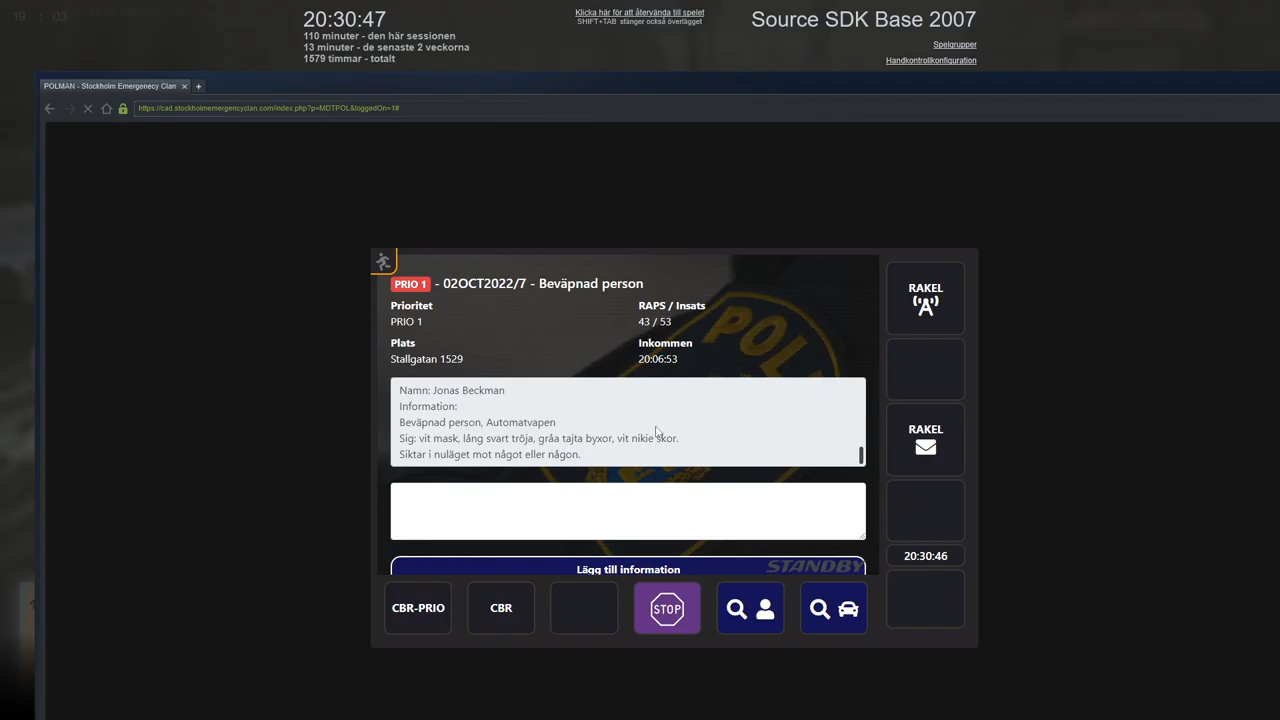 19 : 03
20:30:47
110 minuter - den här sessionen
13 minuter - de senaste 2 veckorna
1579 timmar - totalt
Klicka här för att återvända till spelet
SHIFT+TAB stänger också överlägget
Source SDK Base 2007
Spelgrupper
Handkontrollkonfiguration
POLMAN - Stockholm Emergenecy Clan
https://cad.stockholmemergencyclan.com/index.php?p=MDTPOL&loggedOn=1#
PRIO 1 - 02OCT2022/7 - Beväpnad person
Prioritet
PRIO 1
RAPS / Insats
43 / 53
Plats
Stallgatan 1529
Inkommen
20:06:53
Namn: Jonas Beckman
Information:
Beväpnad person, Automatvapen
Sig: vit mask, lång svart tröja, gråa tajta byxor, vit nikie skor.
Siktar i nuläget mot något eller någon.
Lägg till information
STANDBY
RAKEL
RAKEL
20:30:46
CBR-PRIO
CBR
STOP
POLIS